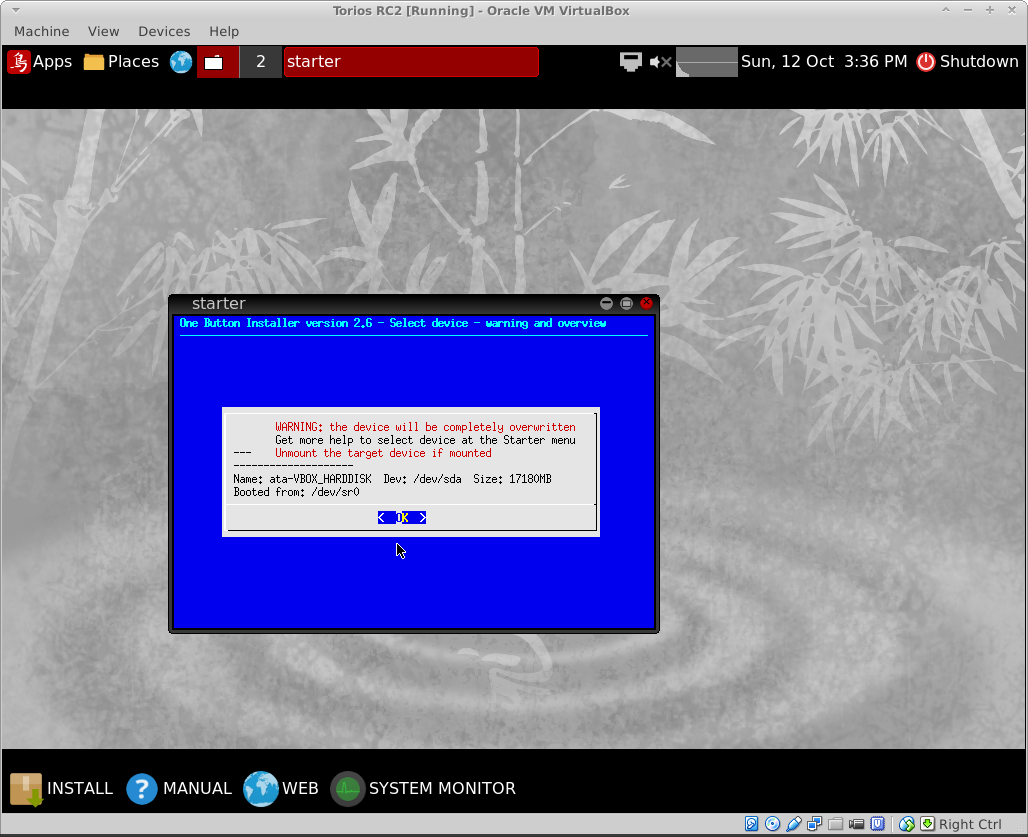 Torios RC2 [Running] - Oracle VM VirtualBox
Machine View Devices Help
Apps Places 2 starter Sun, 12 Oct 3:36 PM Shutdown
starter
One Button Installer version 2.6 - Select device - warning and overview
WARNING: the device will be completely overwritten
Get more help to select device at the Starter menu
--- Unmount the target device if mounted
--------------------
Name: ata-VBOX_HARDDISK Dev: /dev/sda Size: 17180MB
Booted from: /dev/sr0
< OK >
INSTALL ? MANUAL WEB SYSTEM MONITOR
Right Ctrl